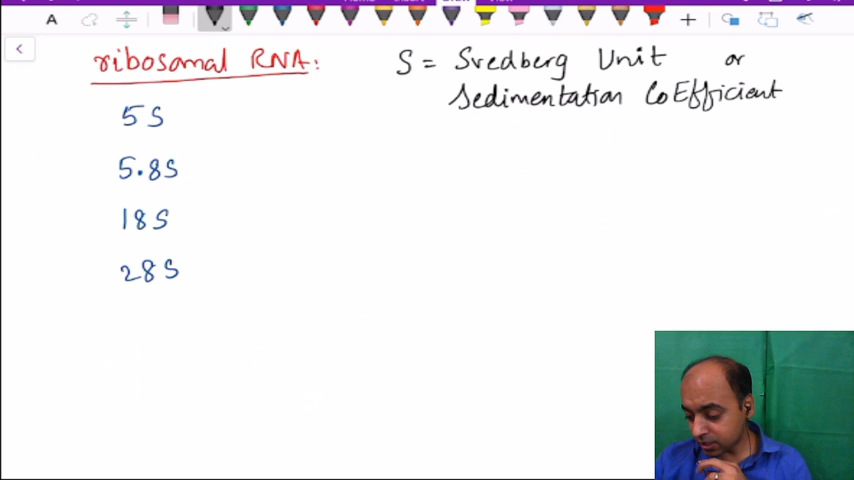 ribosomal RNA:
S = Svedberg Unit or
Sedimentation CoEfficient
5S
5.8S
18S
28S